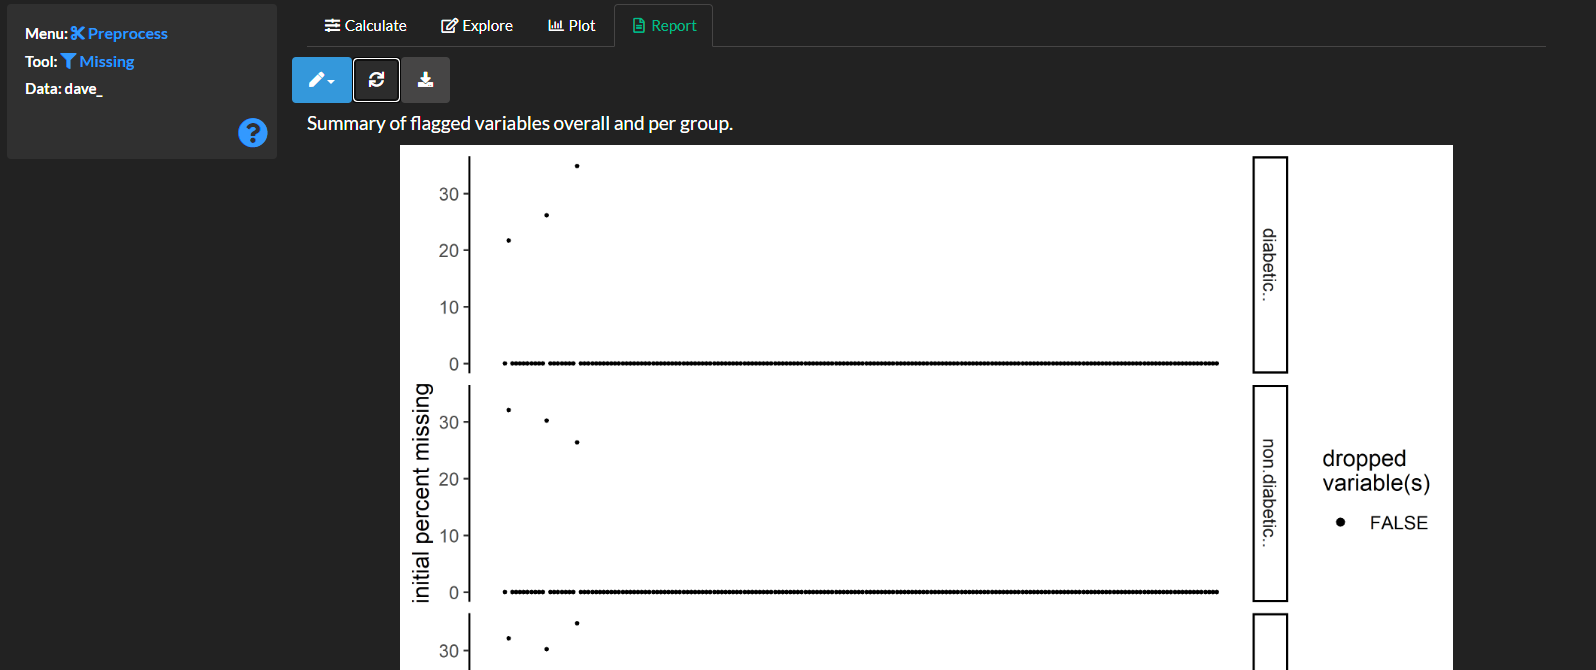 Menu: Preprocess
Tool: Missing
Data: dave_
?
Calculate
Explore
Plot
Report
Summary of flagged variables overall and per group.
initial percent missing
30
20
10
0
diabetic..
30
20
10
0
non.diabetic..
30
dropped
variable(s)
FALSE